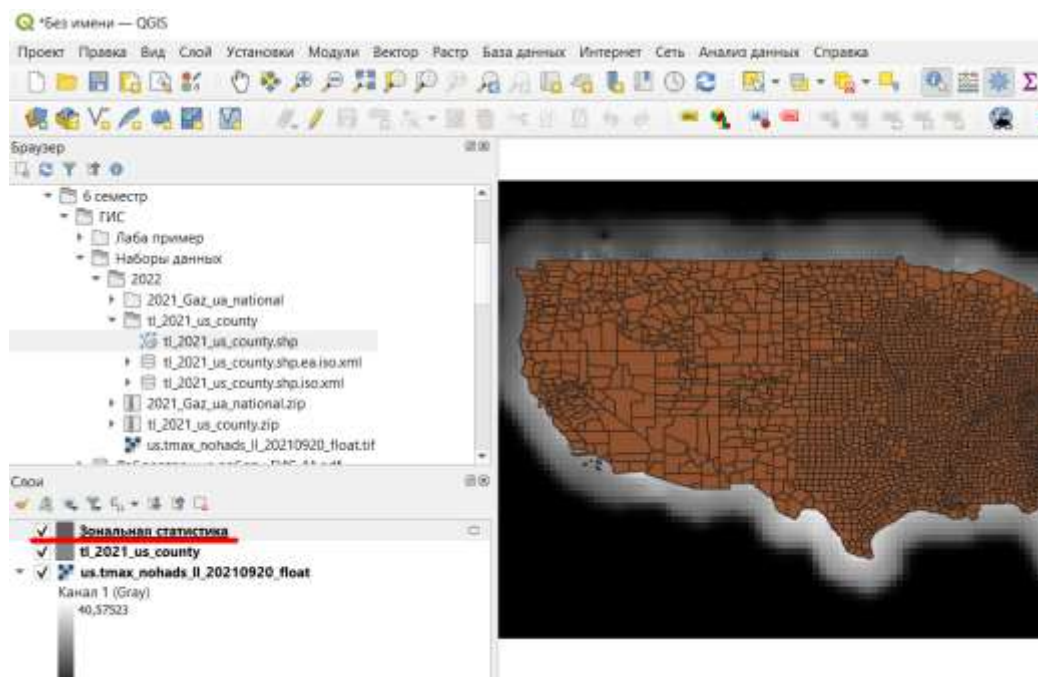 *Без имени — QGIS
Проект Правка Вид Слой Установки Модули Вектор Растр База данных Интернет Сеть Анализ данных Справка
Браузер
6 семестр
ГИС
Лаба пример
Наборы данных
2022
2021_Gaz_ua_national
tl_2021_us_county
tl_2021_us_county.shp
tl_2021_us_county.shp.ea.iso.xml
tl_2021_us_county.shp.iso.xml
2021_Gaz_ua_national.zip
tl_2021_us_county.zip
us.tmax_nohads_ll_20210920_float.tif
Слои
Зональная статистика
tl_2021_us_county
us.tmax_nohads_ll_20210920_float
Канал 1 (Gray)
40,57523